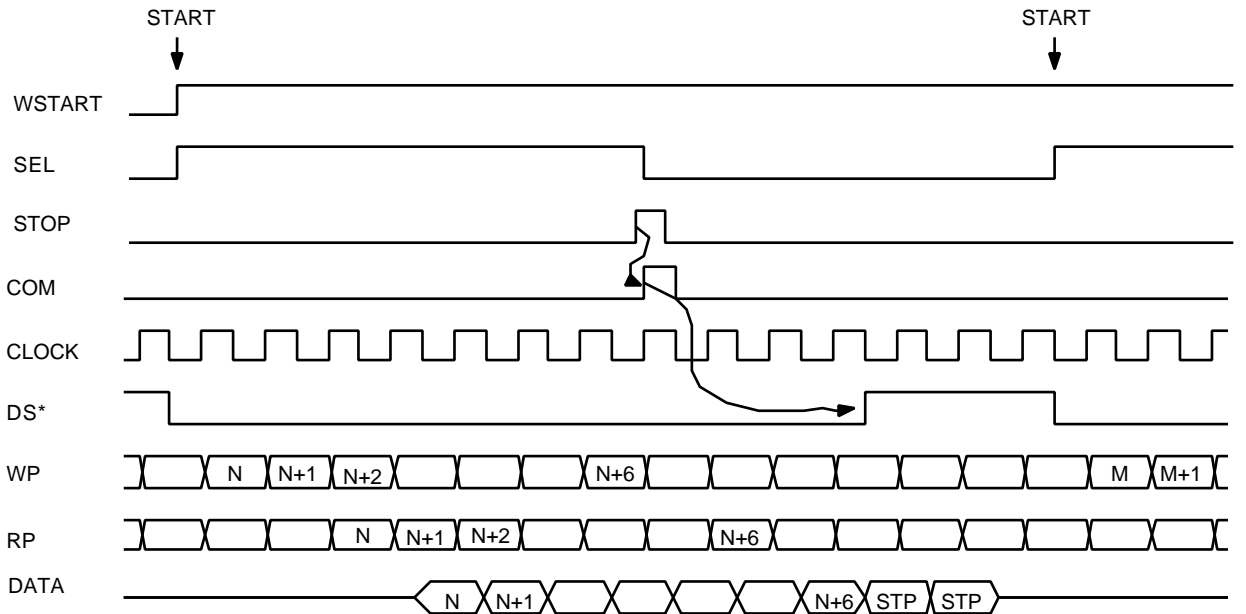 START START
WSTART
SEL
STOP
COM
CLOCK
DS*
WP N N+1 N+2 N+6 M M+1
RP N N+1 N+2 N+6
DATA N N+1 N+6 STP STP